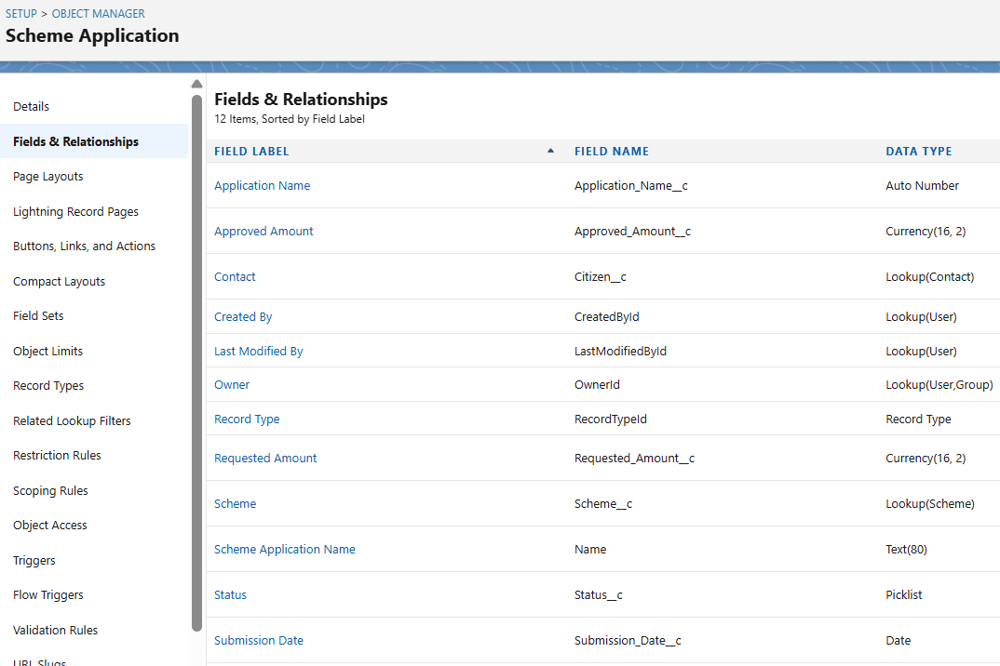 SETUP > OBJECT MANAGER
Scheme Application
Details
Fields & Relationships
Page Layouts
Lightning Record Pages
Buttons, Links, and Actions
Compact Layouts
Field Sets
Object Limits
Record Types
Related Lookup Filters
Restriction Rules
Scoping Rules
Object Access
Triggers
Flow Triggers
Validation Rules
URL Slugs
Fields & Relationships
12 Items, Sorted by Field Label
FIELD LABEL FIELD NAME DATA TYPE
Application Name Application_Name__c Auto Number
Approved Amount Approved_Amount__c Currency(16, 2)
Contact Citizen__c Lookup(Contact)
Created By CreatedById Lookup(User)
Last Modified By LastModifiedById Lookup(User)
Owner OwnerId Lookup(User,Group)
Record Type RecordTypeId Record Type
Requested Amount Requested_Amount__c Currency(16, 2)
Scheme Scheme__c Lookup(Scheme)
Scheme Application Name Name Text(80)
Status Status__c Picklist
Submission Date Submission_Date__c Date